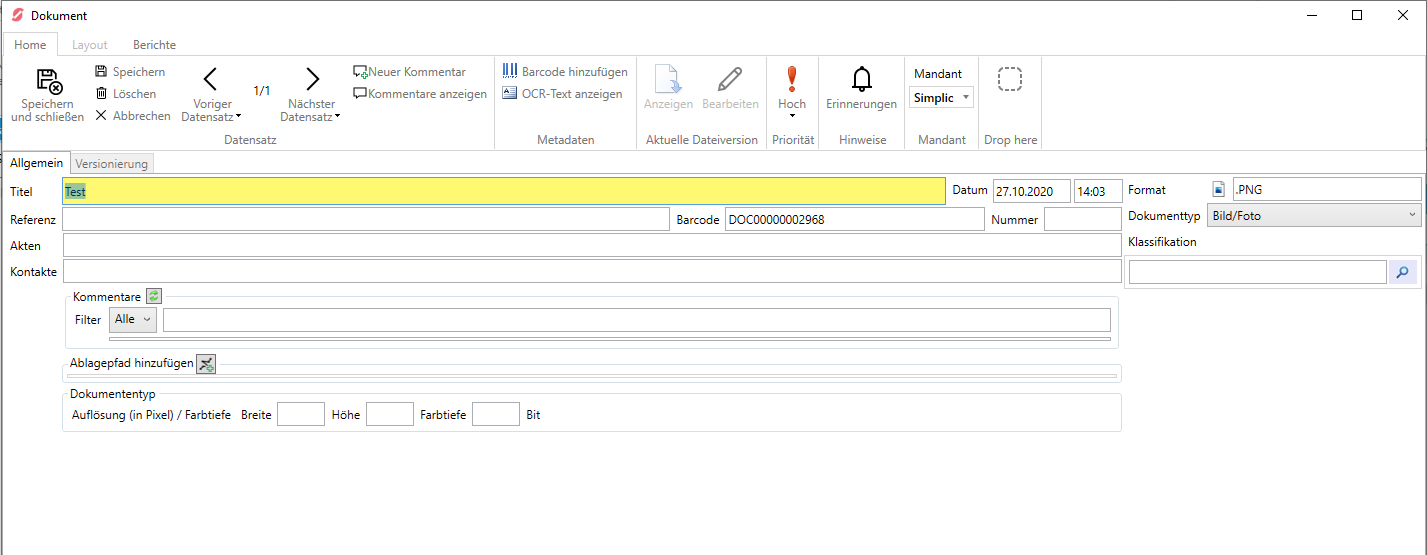 Dokument
Home Layout Berichte
Speichern und schließen
Speichern
Löschen
Abbrechen
Voriger Datensatz
1/1
Nächster Datensatz
Neuer Kommentar
Kommentare anzeigen
Datensatz
Barcode hinzufügen
OCR-Text anzeigen
Metadaten
Anzeigen
Bearbeiten
Aktuelle Dateiversion
Hoch
Priorität
Erinnerungen
Hinweise
Mandant
Simplic
Mandant
Drop here
Allgemein Versionierung
Titel Test Datum 27.10.2020 14:03 Format .PNG
Referenz Barcode DOC00000002968 Nummer Dokumenttyp Bild/Foto
Akten Klassifikation
Kontakte
Kommentare
Filter Alle
Ablagepfad hinzufügen
Dokumententyp
Auflösung (in Pixel) / Farbtiefe Breite Höhe Farbtiefe Bit